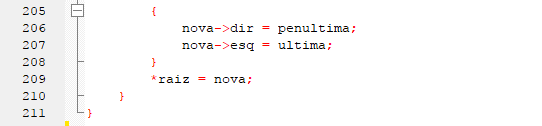 205 {
206 nova->dir = penultima;
207 nova->esq = ultima;
208 }
209 *raiz = nova;
210 }
211 }